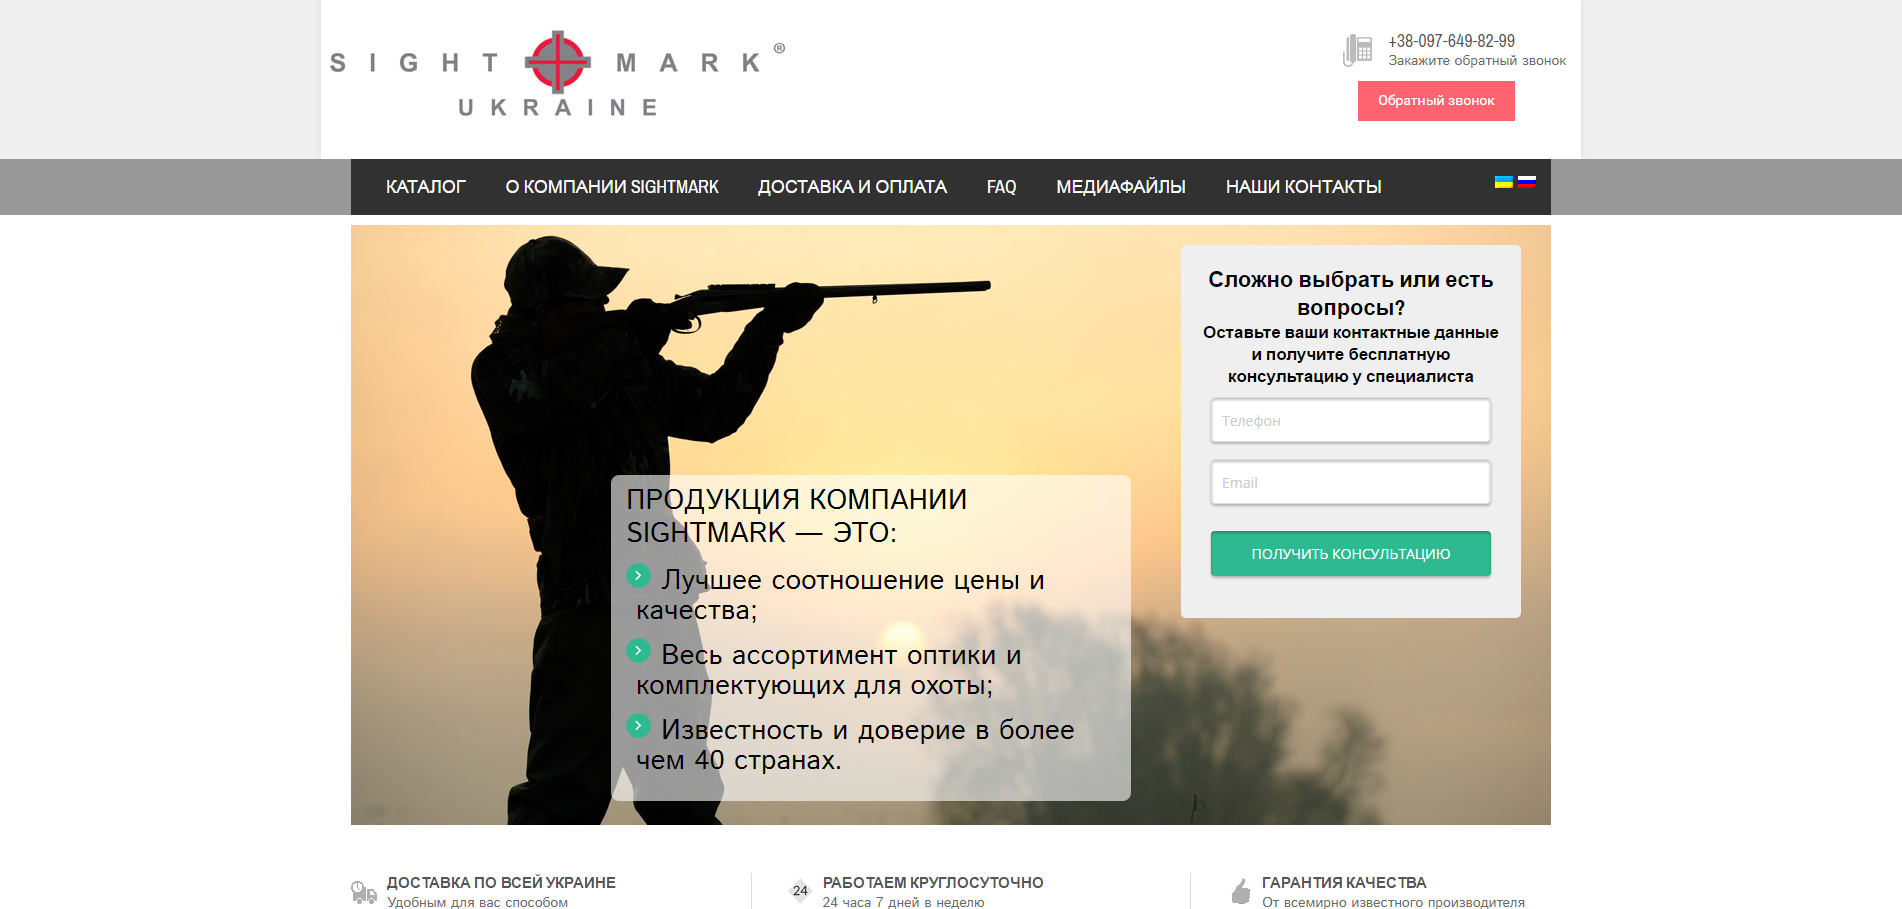 SIGHT MARK ®
UKRAINE
+38-097-649-82-99
Закажите обратный звонок
Обратный звонок
КАТАЛОГ О КОМПАНИИ SIGHTMARK ДОСТАВКА И ОПЛАТА FAQ МЕДИАФАЙЛЫ НАШИ КОНТАКТЫ
Сложно выбрать или есть
вопросы?
Оставьте ваши контактные данные
и получите бесплатную
консультацию у специалиста
Телефон
Email
ПОЛУЧИТЬ КОНСУЛЬТАЦИЮ
ПРОДУКЦИЯ КОМПАНИИ
SIGHTMARK — ЭТО:
Лучшее соотношение цены и
качества;
Весь ассортимент оптики и
комплектующих для охоты;
Известность и доверие в более
чем 40 странах.
ДОСТАВКА ПО ВСЕЙ УКРАИНЕ
Удобным для вас способом
24
РАБОТАЕМ КРУГЛОСУТОЧНО
24 часа 7 дней в неделю
ГАРАНТИЯ КАЧЕСТВА
От всемирно известного производителя